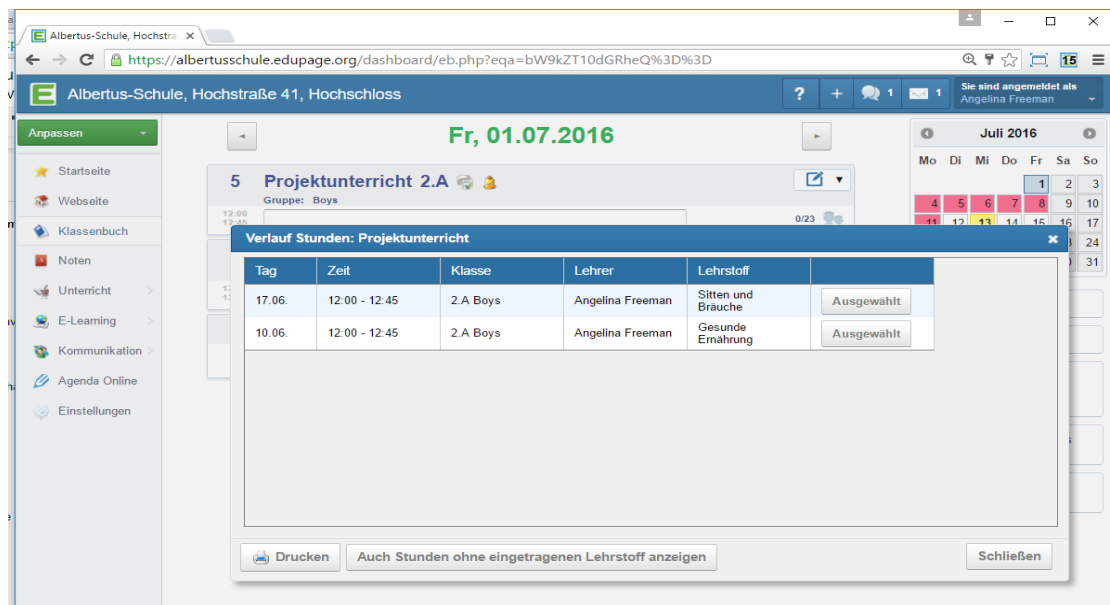 Albertus-Schule, Hochstra
https://albertusschule.edupage.org/dashboard/eb.php?eqa=bW9kZT10dGRheQ%3D%3D
15
Albertus-Schule, Hochstraße 41, Hochschloss
? + 1 1
Sie sind angemeldet als
Angelina Freeman
Anpassen
Startseite
Webseite
Klassenbuch
Noten
Unterricht
E-Learning
Kommunikation
Agenda Online
Einstellungen
Fr, 01.07.2016
5 Projektunterricht 2.A
Gruppe: Boys
12:00
12:45
0/23
Juli 2016
Mo Di Mi Do Fr Sa So
1 2 3
4 5 6 7 8 9 10
11 12 13 14 15 16 17
24
31
Verlauf Stunden: Projektunterricht
Tag Zeit Klasse Lehrer Lehrstoff
17.06. 12:00 - 12:45 2.A Boys Angelina Freeman Sitten und
Bräuche
Ausgewählt
10.06. 12:00 - 12:45 2.A Boys Angelina Freeman Gesunde
Ernährung
Ausgewählt
Drucken
Auch Stunden ohne eingetragenen Lehrstoff anzeigen
Schließen